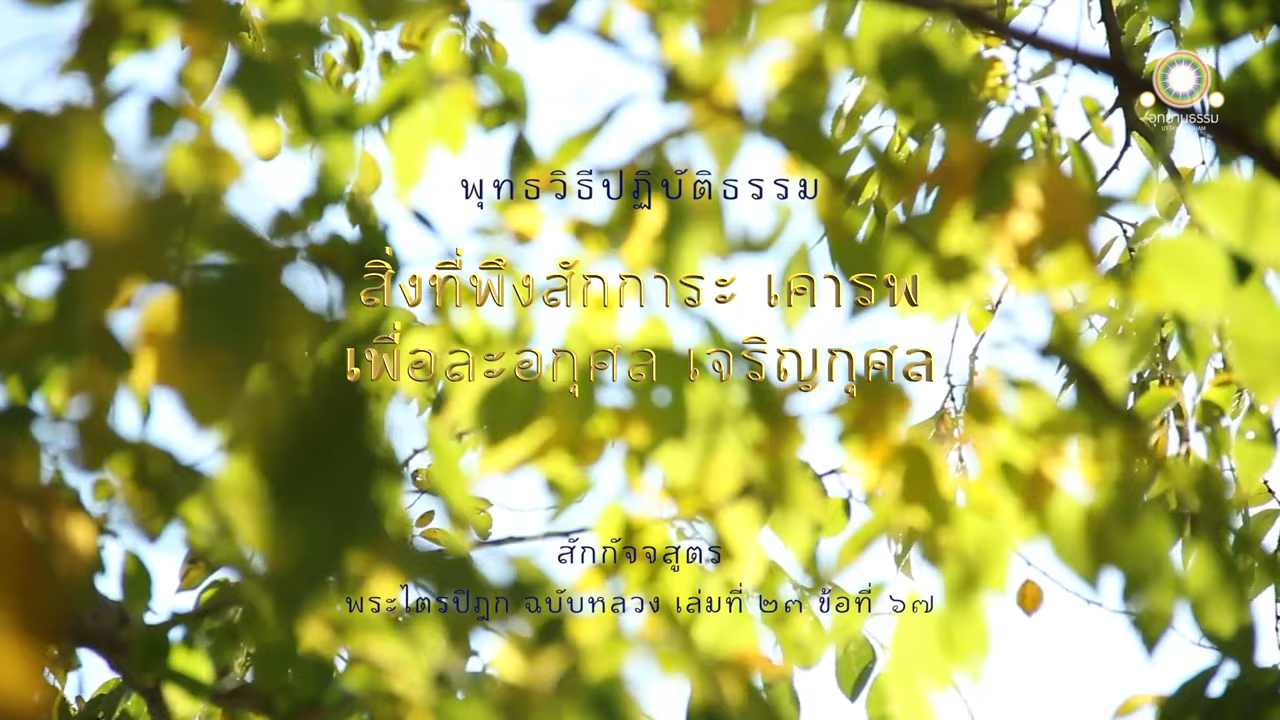 อุทยานธรรม
พุทธวิธีปฏิบัติธรรม
สิ่งที่พึงสักการะ เคารพ
เพื่อละอกุศล เจริญกุศล
สักกัจจสูตร
พระไตรปิฎก ฉบับหลวง เล่มที่ ๒๓ ข้อที่ ๖๗